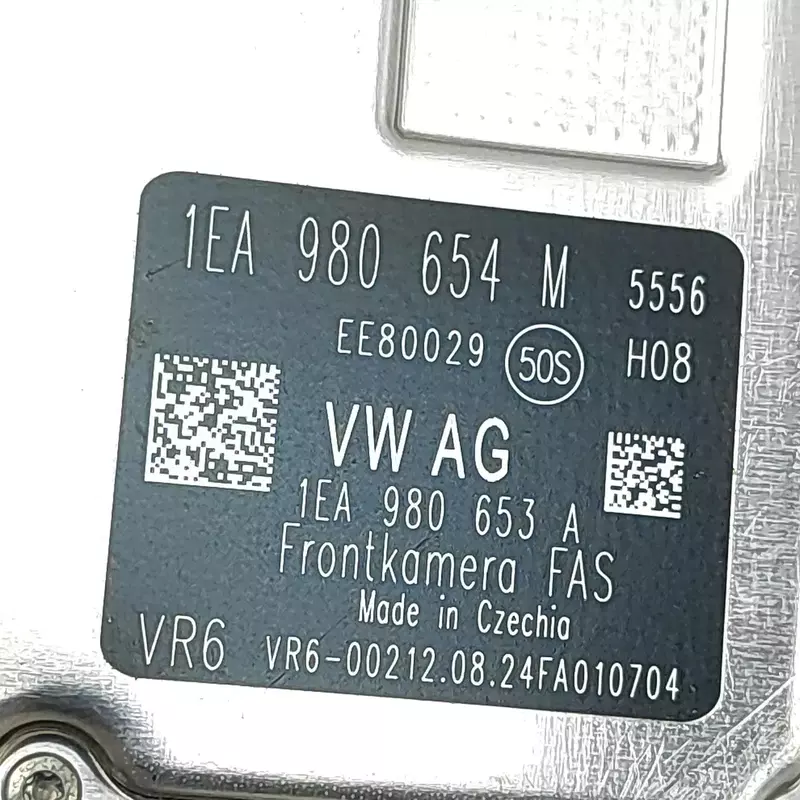 1EA 980 654 M 5556
EE80029 50S H08
VW AG
1EA 980 653 A
Frontkamera FAS
Made in Czechia
VR6 VR6-00212.08.24FA010704